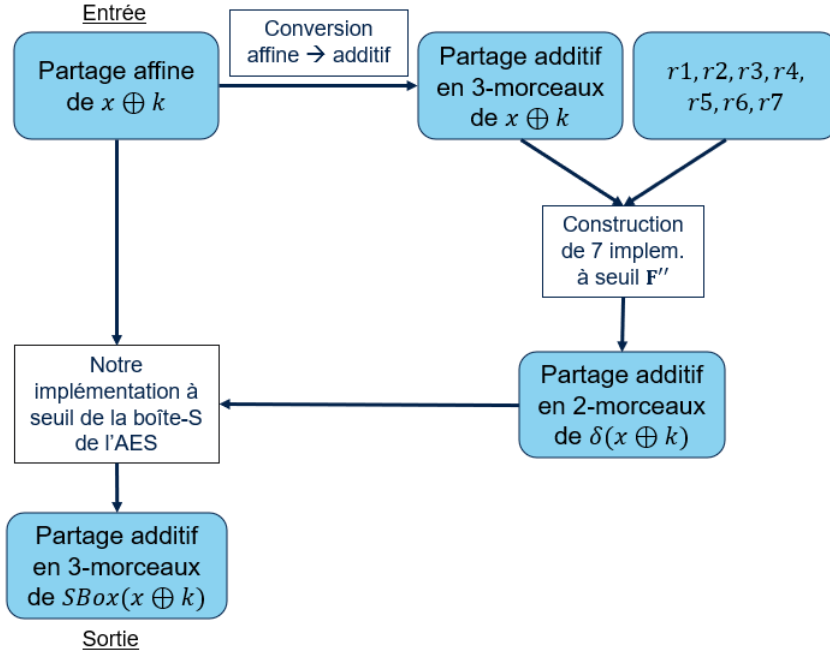 Entrée
Partage affine
de 𝑥 ⊕ 𝑘
Conversion
affine → additif
Partage additif
en 3-morceaux
de 𝑥 ⊕ 𝑘
𝑟1, 𝑟2, 𝑟3, 𝑟4,
𝑟5, 𝑟6, 𝑟7
Construction
de 7 implem.
à seuil 𝐅′′
Notre
implémentation à
seuil de la boîte-S
de l’AES
Partage additif
en 2-morceaux
de 𝛿(𝑥 ⊕ 𝑘)
Partage additif
en 3-morceaux
de 𝑆𝐵𝑜𝑥(𝑥 ⊕ 𝑘)
Sortie